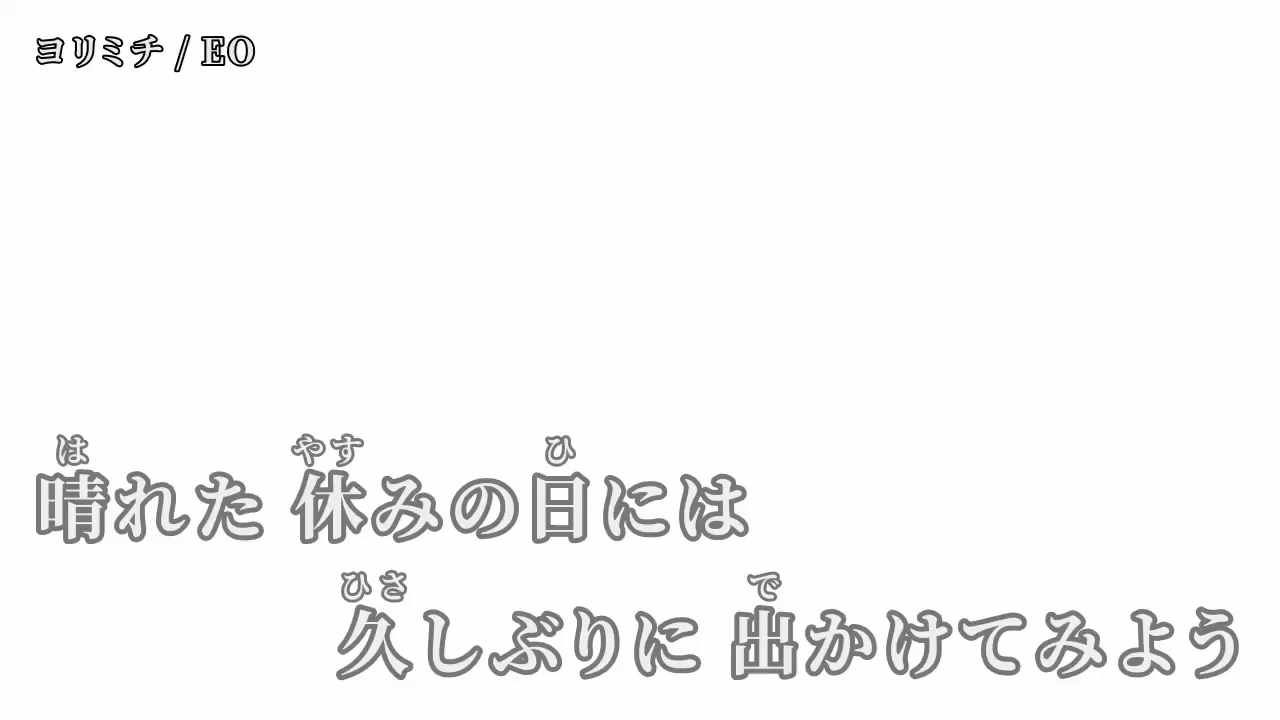 ヨリミチ / EO
は やす ひ
晴れた 休みの日には
ひさ で
久しぶりに 出かけてみよう